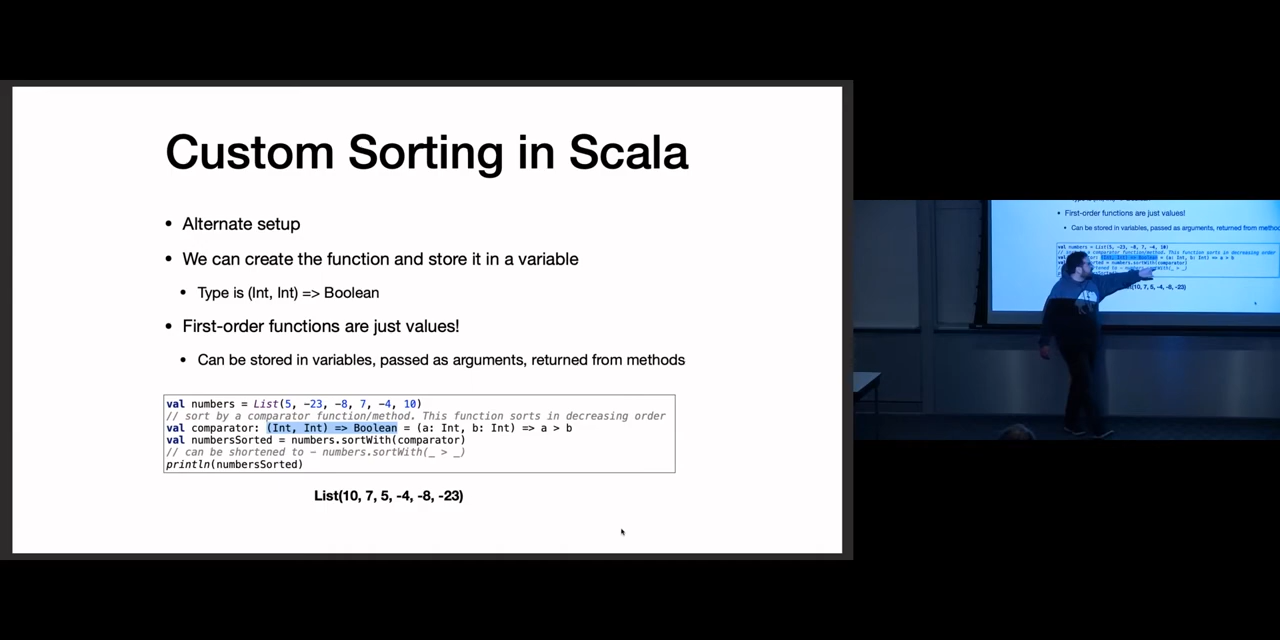 Custom Sorting in Scala
• Alternate setup
• We can create the function and store it in a variable
• Type is (Int, Int) => Boolean
• First-order functions are just values!
• Can be stored in variables, passed as arguments, returned from methods
val numbers = List(5, -23, -8, 7, -4, 10)
// sort by a comparator function/method. This function sorts in decreasing order
val comparator: (Int, Int) => Boolean = (a: Int, b: Int) => a > b
val numbersSorted = numbers.sortWith(comparator)
// can be shortened to - numbers.sortWith(_ > _)
println(numbersSorted)
List(10, 7, 5, -4, -8, -23)
• First-order functions are just values!
• Can be stored in variables, passed as arguments, returned from methods
val numbers = List(5, -23, -8, 7, -4, 10)